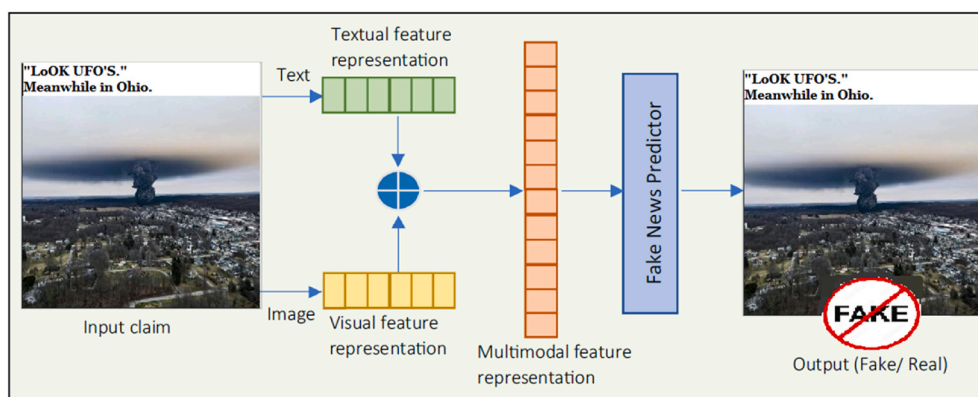 "LoOK UFO'S."
Meanwhile in Ohio.
Input claim
Text
Image
Textual feature
representation
Visual feature
representation
Multimodal feature
representation
Fake News Predictor
"LoOK UFO'S."
Meanwhile in Ohio.
FAKE
Output (Fake/ Real)